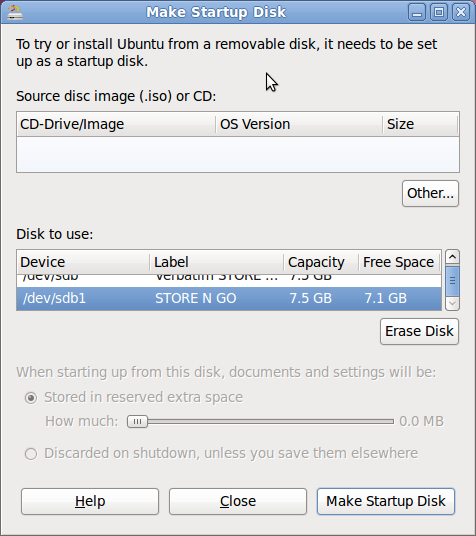 Make Startup Disk
To try or install Ubuntu from a removable disk, it needs to be set
up as a startup disk.
Source disc image (.iso) or CD:
CD-Drive/Image OS Version Size
Other...
Disk to use:
Device Label Capacity Free Space
/dev/sdb Verbatim STORE ... 7.5 GB
/dev/sdb1 STORE N GO 7.5 GB 7.1 GB
Erase Disk
When starting up from this disk, documents and settings will be:
Stored in reserved extra space
How much: 0.0 MB
Discarded on shutdown, unless you save them elsewhere
Help Close Make Startup Disk